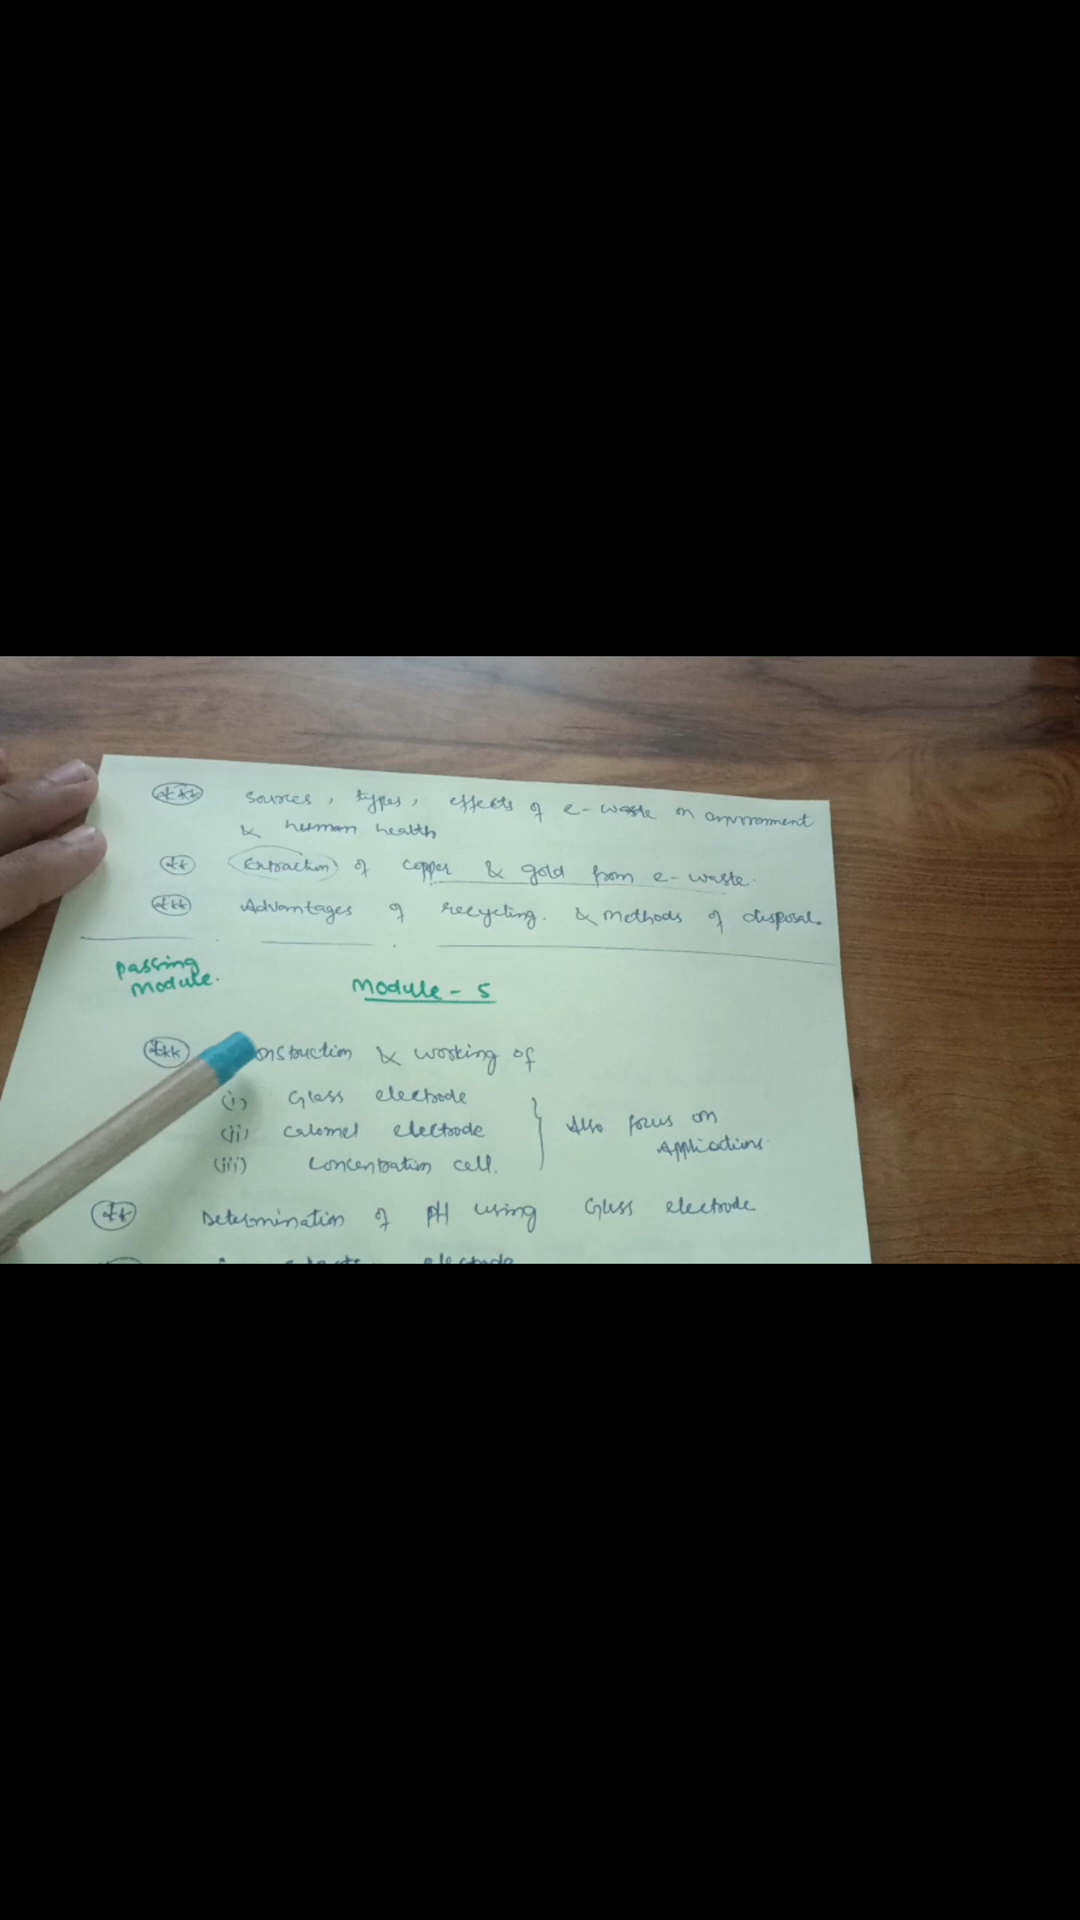 *** Sources, types, effects of e-waste on environment
& human health
** Extraction of copper & gold from e-waste.
*** Advantages of recycling. & methods of disposal.
Passing
Module.
Module - 5
*** onstruction & working of
(i) Glass electrode
(ii) calomel electrode
(iii) concentration cell.
Also focus on
Applications.
** Determination of pH using Glass electrode
electrode